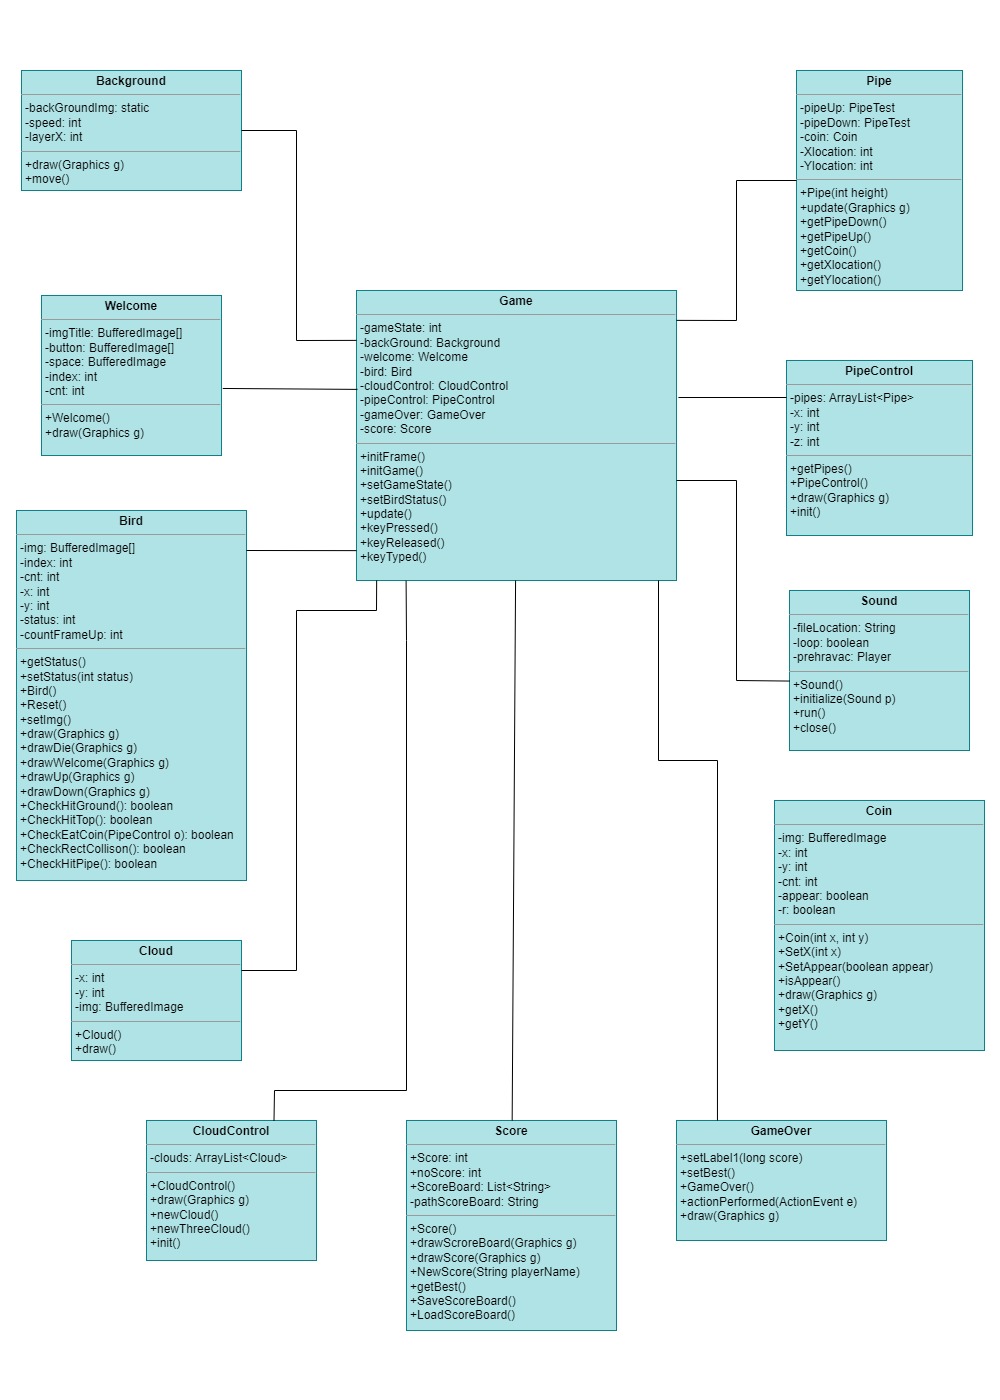 Background
-backGroundImg: static
-speed: int
-layerX: int
+draw(Graphics g)
+move()
Pipe
-pipeUp: PipeTest
-pipeDown: PipeTest
-coin: Coin
-Xlocation: int
-Ylocation: int
+Pipe(int height)
+update(Graphics g)
+getPipeDown()
+getPipeUp()
+getCoin()
+getXlocation()
+getYlocation()
Welcome
-imgTitle: BufferedImage[]
-button: BufferedImage[]
-space: BufferedImage
-index: int
-cnt: int
+Welcome()
+draw(Graphics g)
Game
-gameState: int
-backGround: Background
-welcome: Welcome
-bird: Bird
-cloudControl: CloudControl
-pipeControl: PipeControl
-gameOver: GameOver
-score: Score
+initFrame()
+initGame()
+setGameState()
+setBirdStatus()
+update()
+keyPressed()
+keyReleased()
+keyTyped()
PipeControl
-pipes: ArrayList<Pipe>
-x: int
-y: int
-z: int
+getPipes()
+PipeControl()
+draw(Graphics g)
+init()
Bird
-img: BufferedImage[]
-index: int
-cnt: int
-x: int
-y: int
-status: int
-countFrameUp: int
+getStatus()
+setStatus(int status)
+Bird()
+Reset()
+setImg()
+draw(Graphics g)
+drawDie(Graphics g)
+drawWelcome(Graphics g)
+drawUp(Graphics g)
+drawDown(Graphics g)
+CheckHitGround(): boolean
+CheckHitTop(): boolean
+CheckEatCoin(PipeControl o): boolean
+CheckRectCollison(): boolean
+CheckHitPipe(): boolean
Sound
-fileLocation: String
-loop: boolean
-prehravac: Player
+Sound()
+initialize(Sound p)
+run()
+close()
Coin
-img: BufferedImage
-x: int
-y: int
-cnt: int
-appear: boolean
-r: boolean
+Coin(int x, int y)
+SetX(int x)
+SetAppear(boolean appear)
+isAppear()
+draw(Graphics g)
+getX()
+getY()
Cloud
-x: int
-y: int
-img: BufferedImage
+Cloud()
+draw()
CloudControl
-clouds: ArrayList<Cloud>
+CloudControl()
+draw(Graphics g)
+newCloud()
+newThreeCloud()
+init()
Score
+Score: int
+noScore: int
+ScoreBoard: List<String>
-pathScoreBoard: String
+Score()
+drawScroreBoard(Graphics g)
+drawScore(Graphics g)
+NewScore(String playerName)
+getBest()
+SaveScoreBoard()
+LoadScoreBoard()
GameOver
+setLabel1(long score)
+setBest()
+GameOver()
+actionPerformed(ActionEvent e)
+draw(Graphics g)